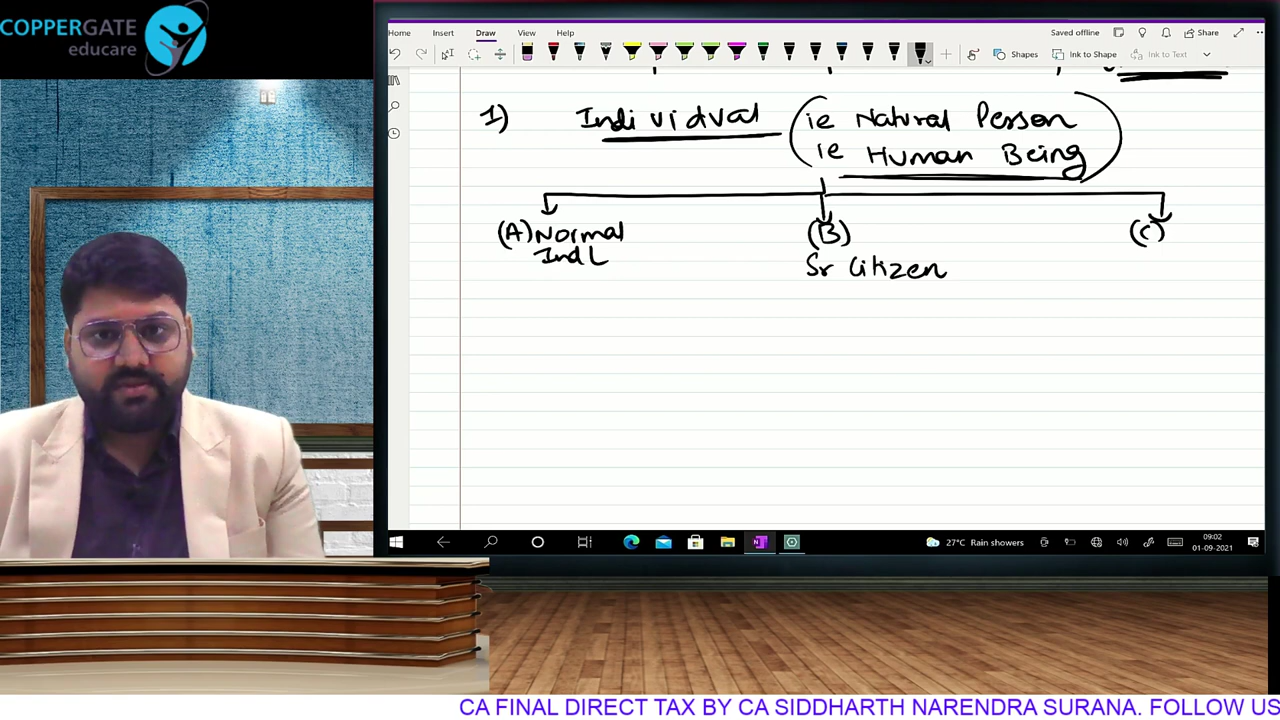 COPPERGATE
educare
Home Insert Draw View Help
Saved offline
Share
Shapes
Ink to Shape
Ink to Text
1) Individual (ie Natural Person
ie Human Being)
(A) Normal
Indl
(B)
Sr Citizen
(C)
27°C Rain showers
09:02
01-09-2021
CA FINAL DIRECT TAX BY CA SIDDHARTH NARENDRA SURANA. FOLLOW US